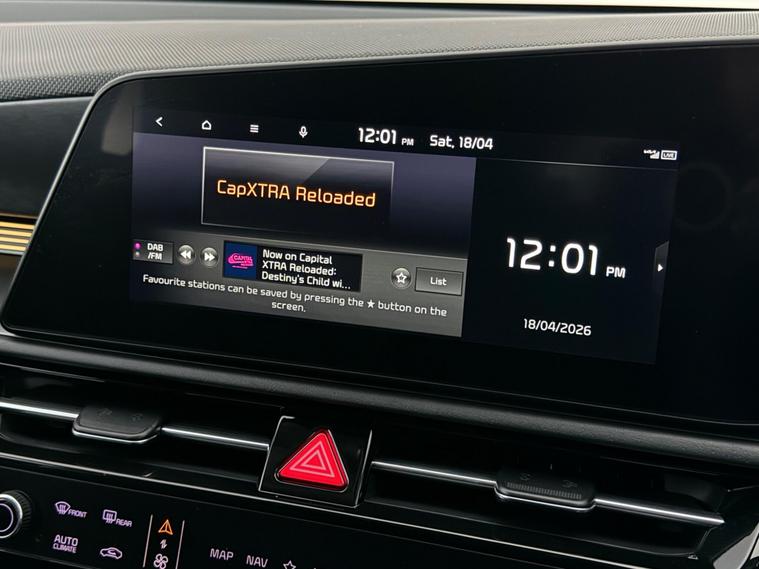 12:01 PM Sat, 18/04
LIVE
CapXTRA Reloaded
DAB
/FM
CAPITAL
Now on Capital
XTRA Reloaded:
Destiny's Child wi...
List
Favourite stations can be saved by pressing the ★ button on the
screen.
12:01 PM
18/04/2026
FRONT
REAR
AUTO
CLIMATE
MAP
NAV